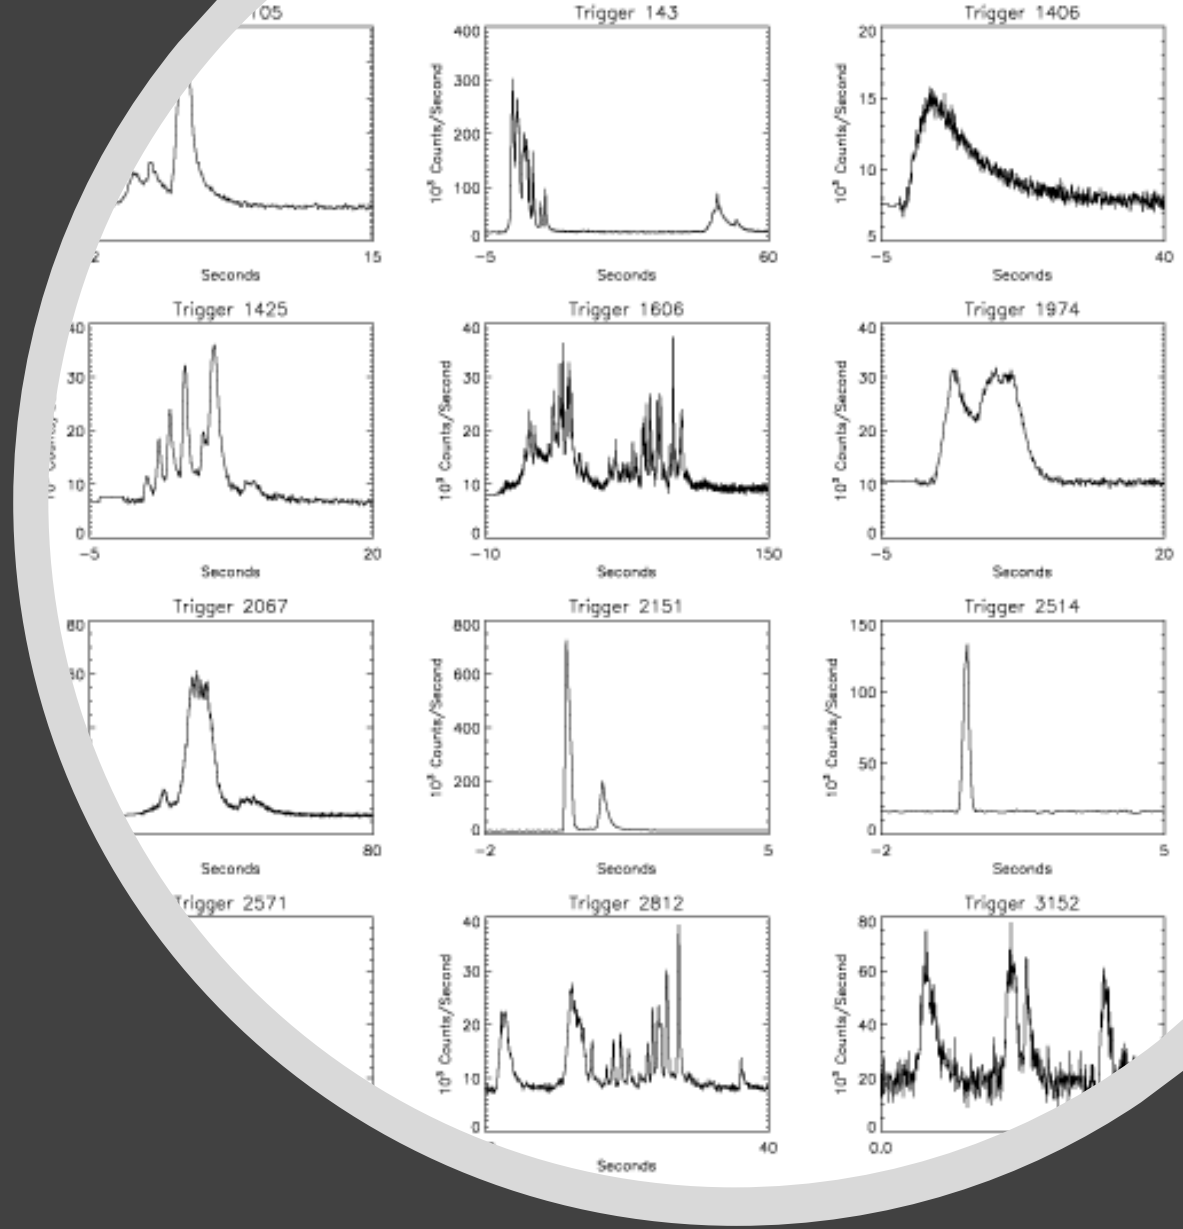 105 Trigger 143 Trigger 1406
400 20
300 15
200 10
100 5
0
10³ Counts/Second 10³ Counts/Second
2 15 -5 60 -5 40
Seconds Seconds Seconds
Trigger 1425 Trigger 1606 Trigger 1974
40 40 40
30 30 30
20 20 20
10 10 10
0 0 0
10³ Counts/Second 10³ Counts/Second
-5 20 -10 150 -5 20
Seconds Seconds Seconds
Trigger 2067 Trigger 2151 Trigger 2514
80 800 150
600 100
400 50
200 0
0
10³ Counts/Second 10³ Counts/Second
80 -2 5 -2 5
Seconds Seconds Seconds
Trigger 2571 Trigger 2812 Trigger 3152
40 80
30 60
20 40
10 20
0 0
10³ Counts/Second 10³ Counts/Second
40 0.0
Seconds